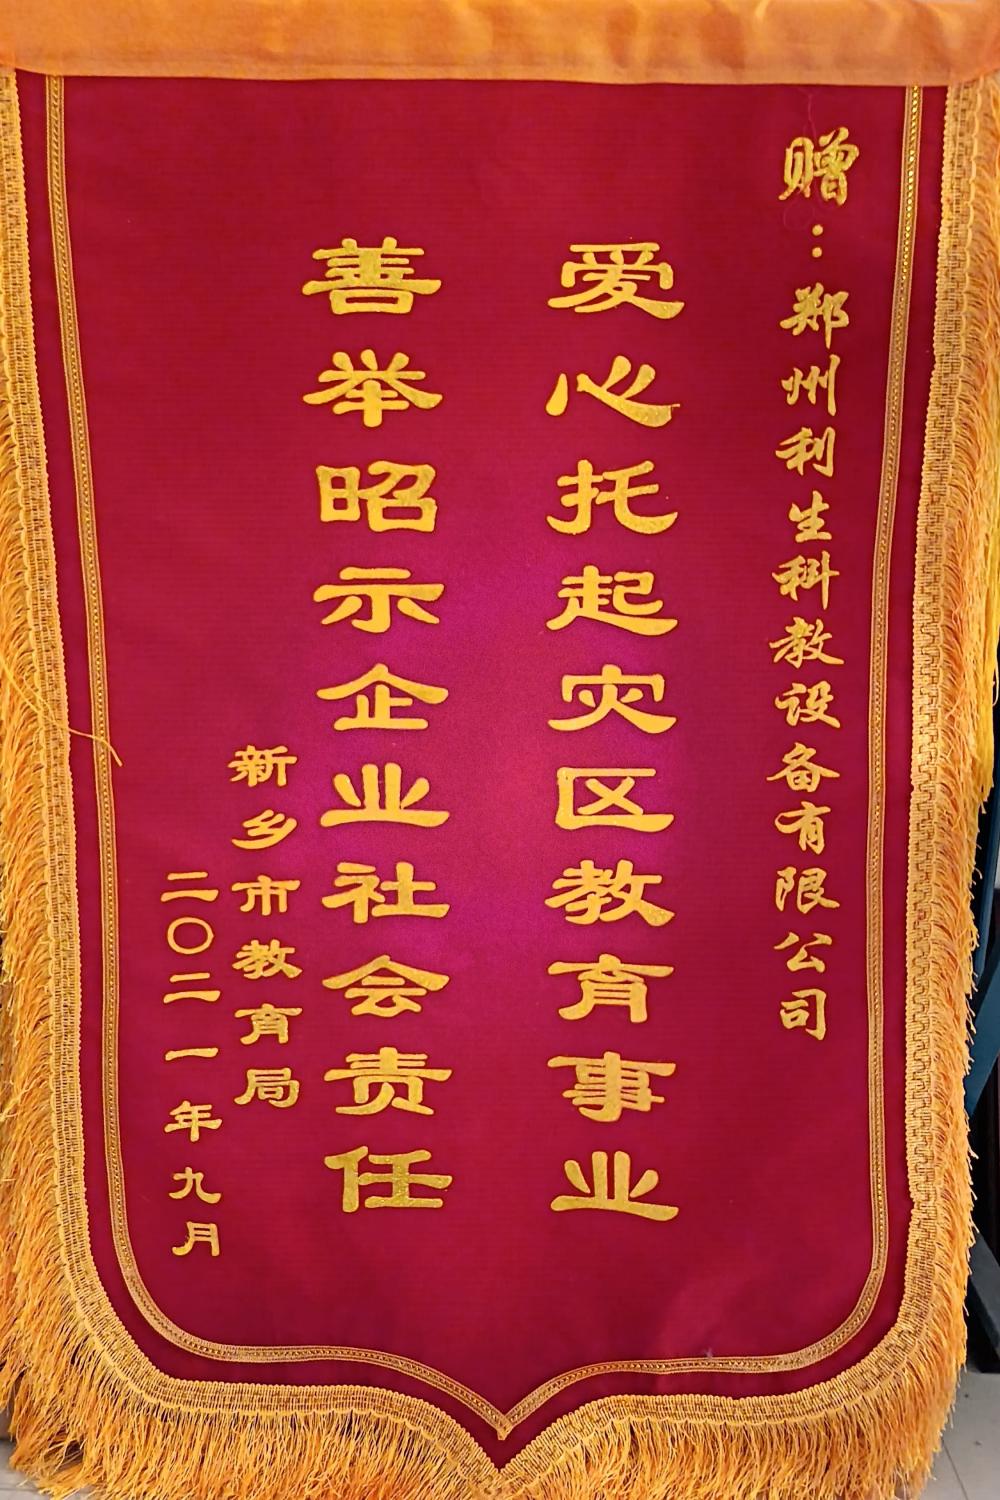 赠：郑州利生科教设备有限公司
爱心托起灾区教育事业
善举昭示企业社会责任
新乡市教育局
二〇二一年九月